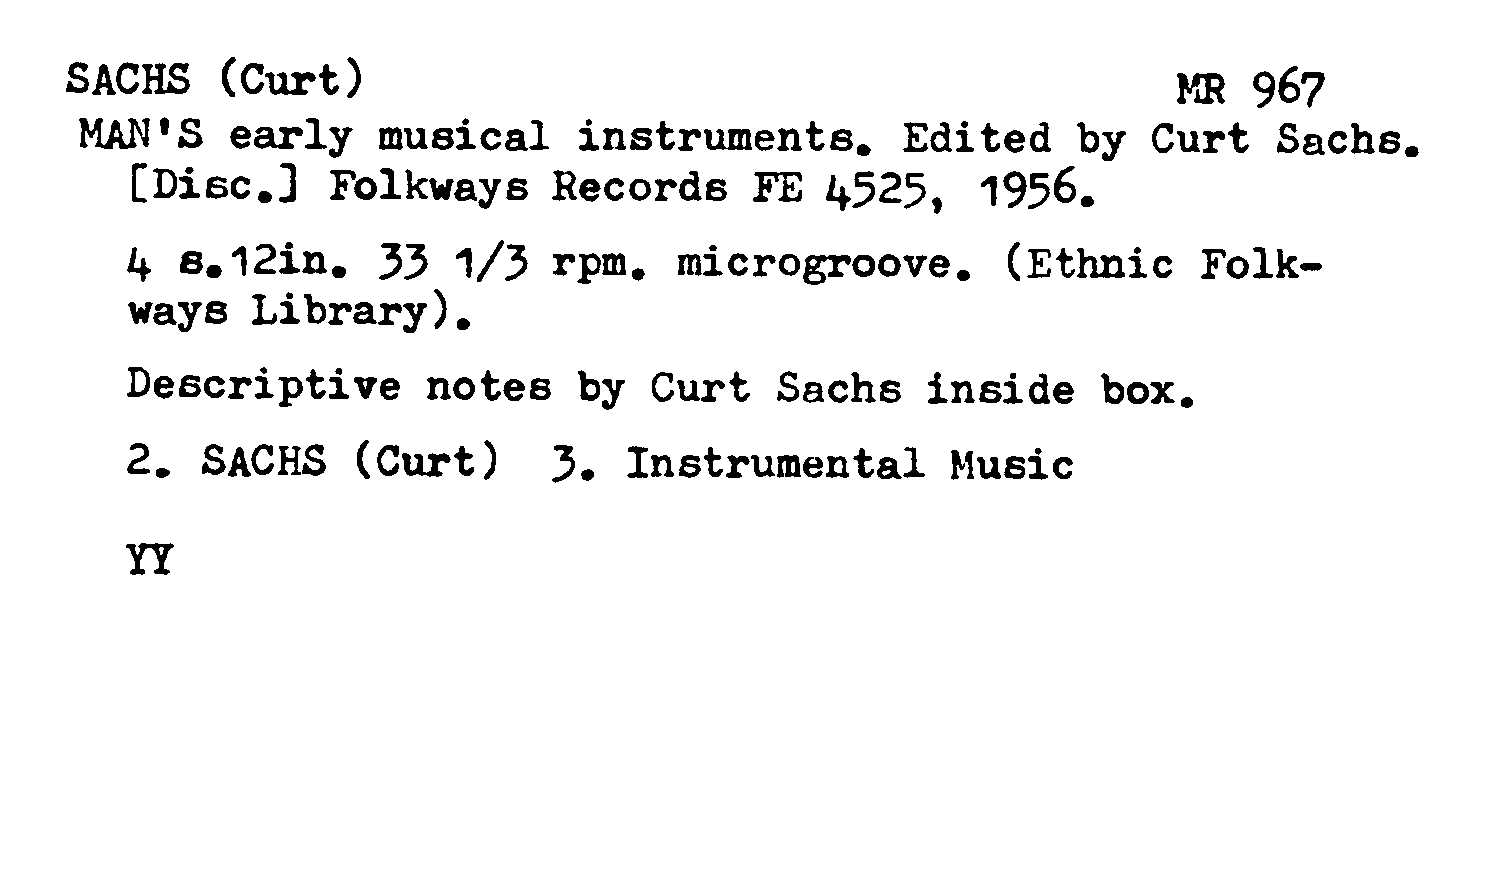 SACHS (Curt)
MR 967
MAN'S early musical instruments. Edited by Curt Sachs.
[Disc.] Folkways Records FE 4525, 1956.
4 s.12in. 33 1/3 rpm. microgroove. (Ethnic Folk-
ways Library).
Descriptive notes by Curt Sachs inside box.
2. SACHS (Curt) 3. Instrumental Music
YY